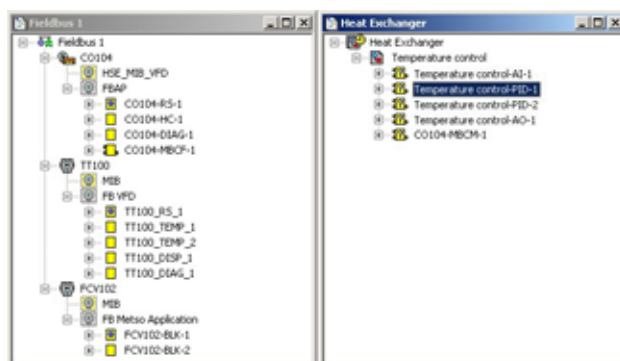 Fieldbus 1
Fieldbus 1
CO104
HSE_MIB_VFD
FBAP
CO104-RS-1
CO104-HC-1
CO104-DIAG-1
CO104-MBCF-1
TT100
MIB
FB VFD
TT100_RS_1
TT100_TEMP_1
TT100_TEMP_2
TT100_DISP_1
TT100_DIAG_1
FCV102
MIB
FB Metso Application
FCV102-BLK-1
FCV102-BLK-2
Heat Exchanger
Heat Exchanger
Temperature control
Temperature control-AI-1
Temperature control-PID-1
Temperature control-PID-2
Temperature control-AO-1
CO104-MBCM-1